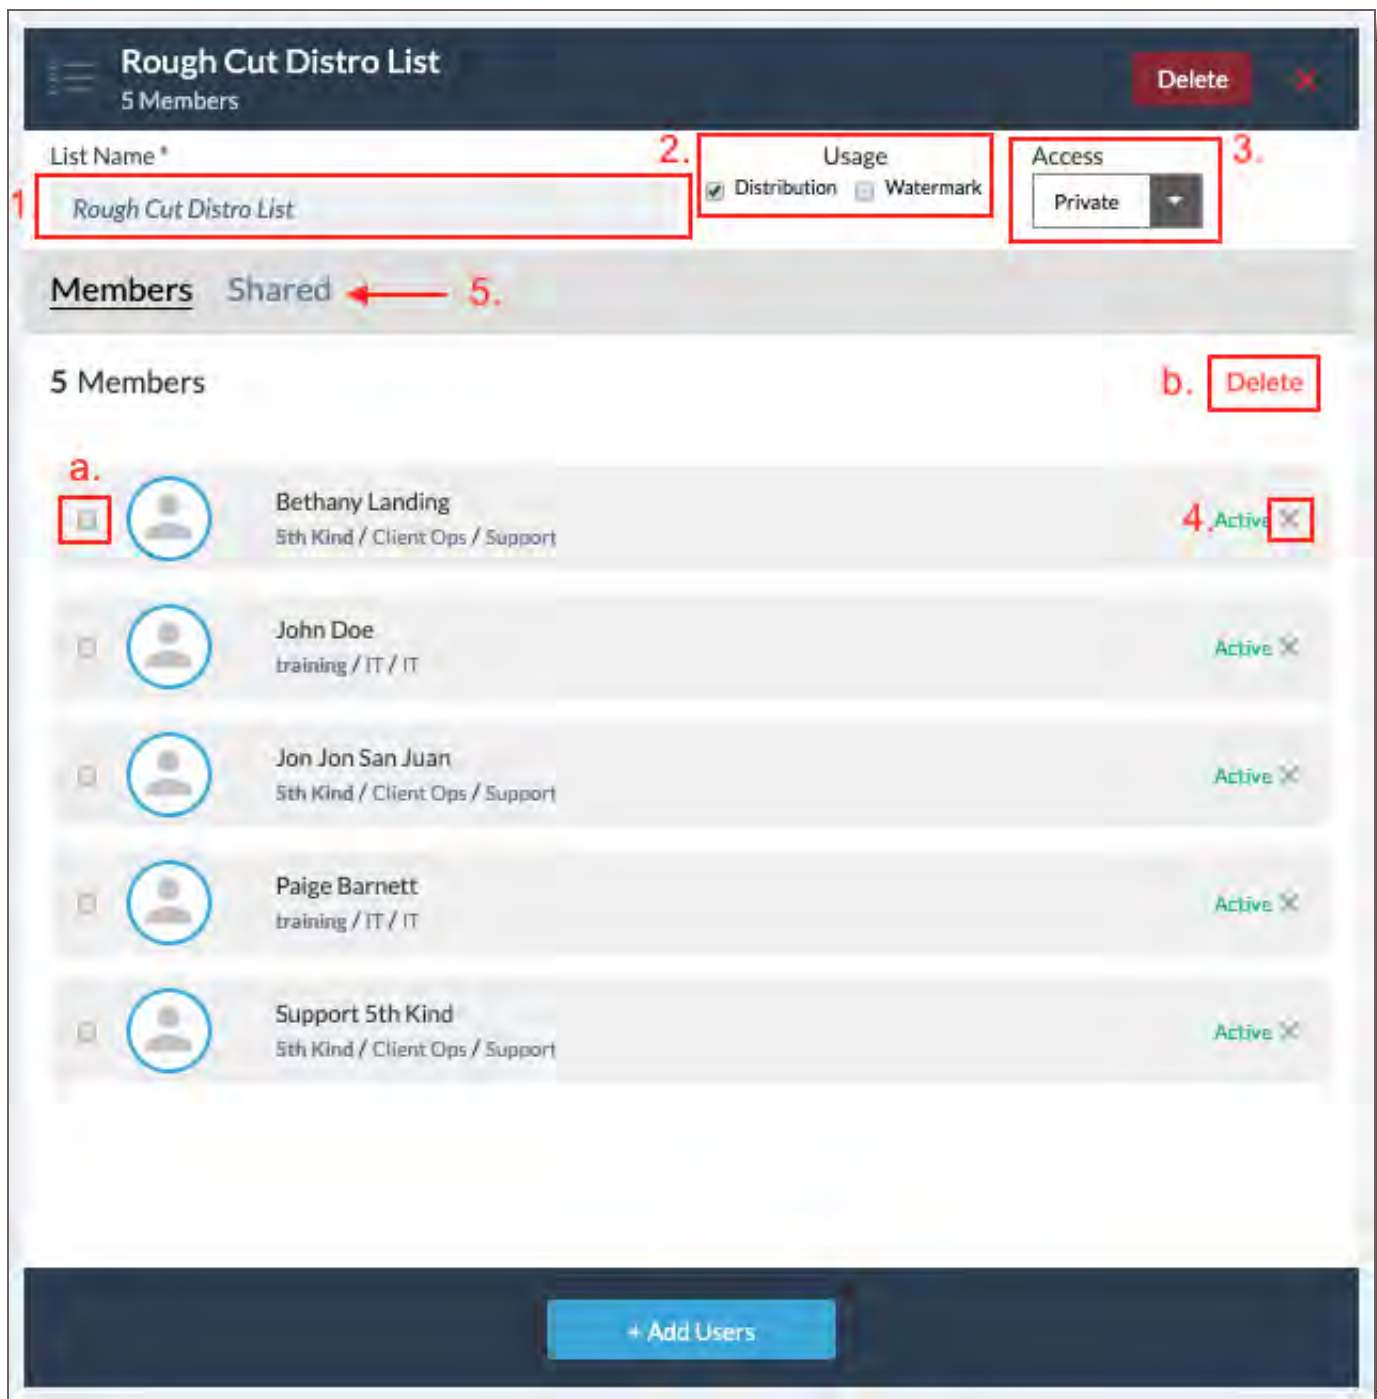 Rough Cut Distro List
5 Members
Delete
List Name *
2.
Usage
Access
3.
1
Rough Cut Distro List
Distribution
Watermark
Private
Members
Shared
5.
5 Members
b.
Delete
a.
Bethany Landing
5th Kind / Client Ops / Support
4.
Active
John Doe
training / IT / IT
Active
Jon Jon San Juan
5th Kind / Client Ops / Support
Active
Paige Barnett
training / IT / IT
Active
Support 5th Kind
5th Kind / Client Ops / Support
Active
+ Add Users